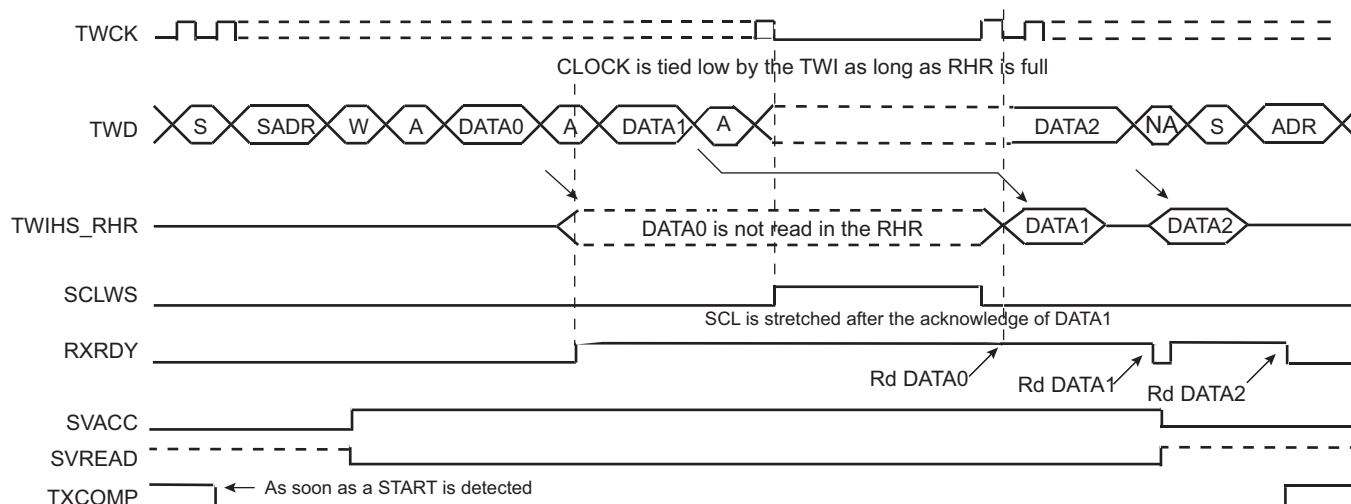 TWCK
CLOCK is tied low by the TWI as long as RHR is full
TWD S SADR W A DATA0 A DATA1 A DATA2 NA S ADR
TWIHS_RHR DATA0 is not read in the RHR DATA1 DATA2
SCLWS
SCL is stretched after the acknowledge of DATA1
RXRDY
Rd DATA0 Rd DATA1 Rd DATA2
SVACC
SVREAD
TXCOMP As soon as a START is detected